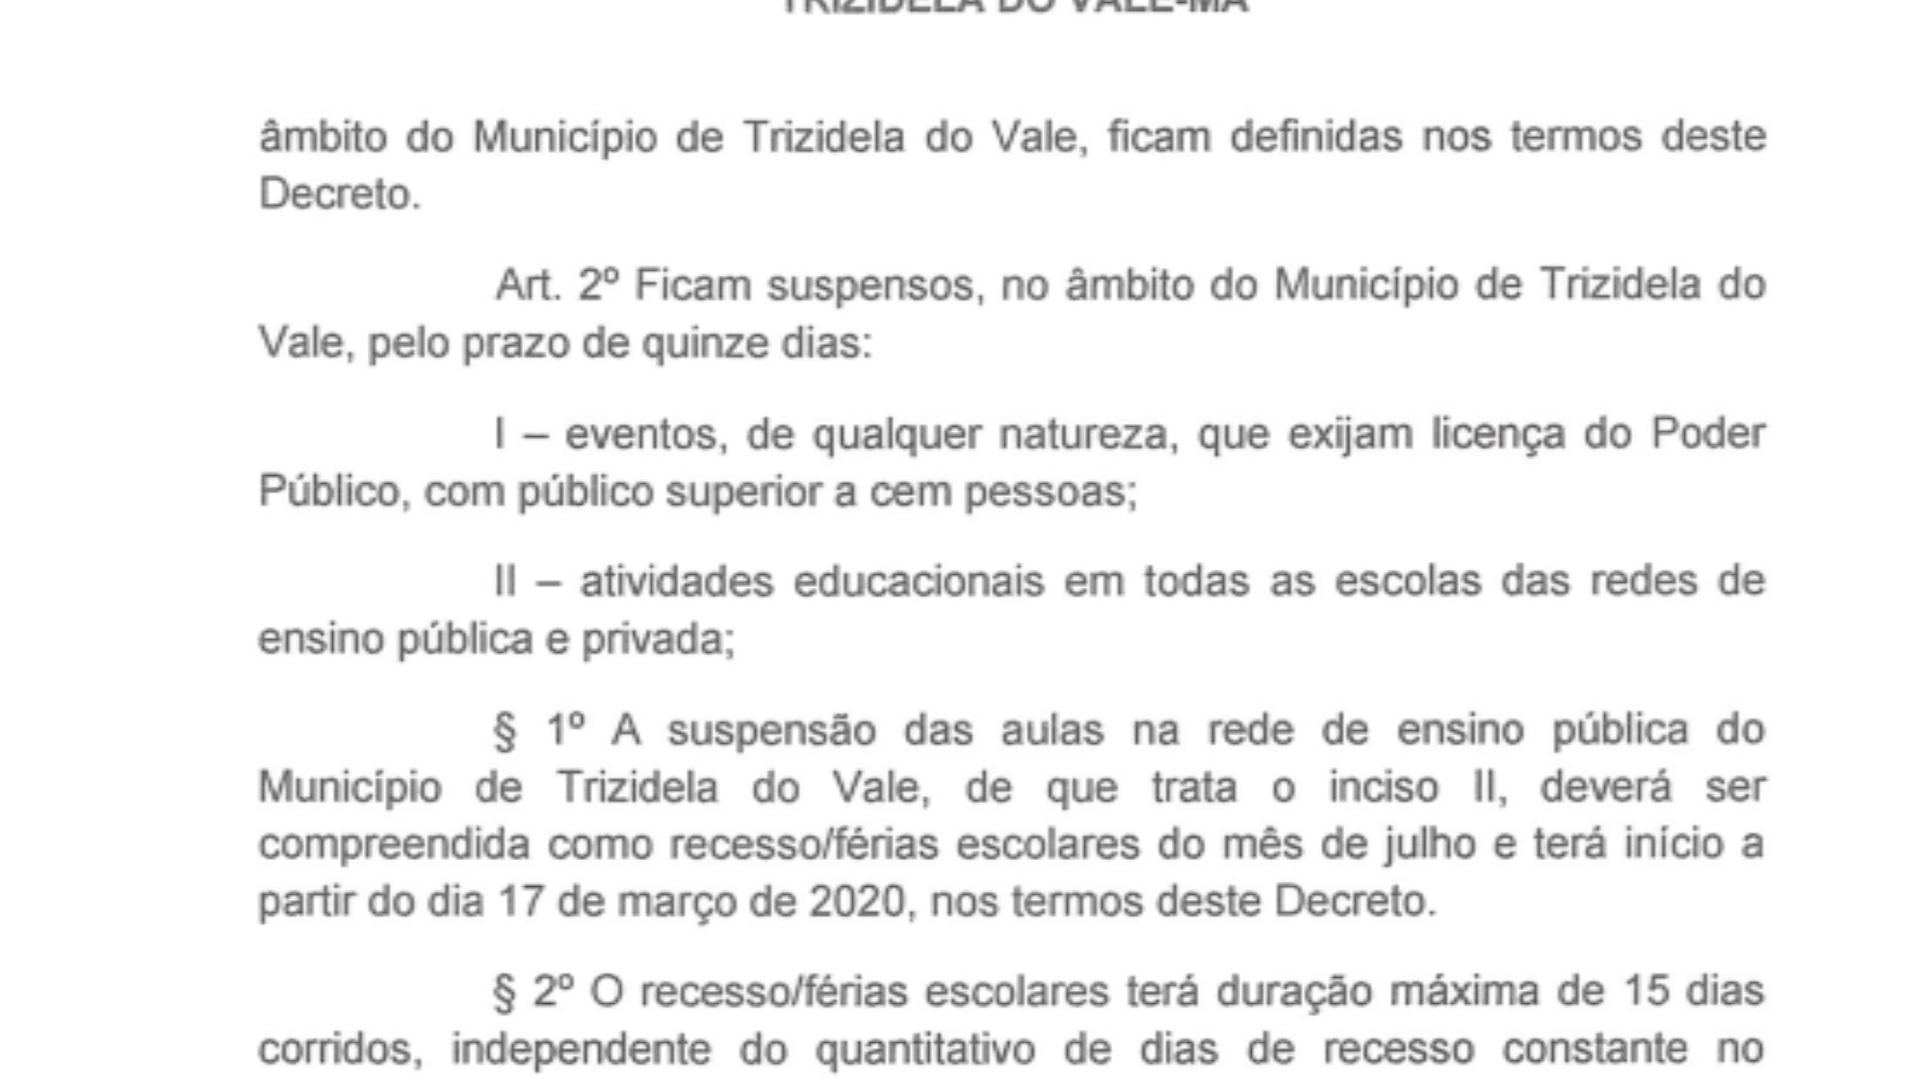 TRIZIDELA DO VALE-MA
âmbito do Município de Trizidela do Vale, ficam definidas nos termos deste
Decreto.
Art. 2º Ficam suspensos, no âmbito do Município de Trizidela do
Vale, pelo prazo de quinze dias:
I – eventos, de qualquer natureza, que exijam licença do Poder
Público, com público superior a cem pessoas;
II – atividades educacionais em todas as escolas das redes de
ensino pública e privada;
§ 1º A suspensão das aulas na rede de ensino pública do
Município de Trizidela do Vale, de que trata o inciso II, deverá ser
compreendida como recesso/férias escolares do mês de julho e terá início a
partir do dia 17 de março de 2020, nos termos deste Decreto.
§ 2º O recesso/férias escolares terá duração máxima de 15 dias
corridos, independente do quantitativo de dias de recesso constante no